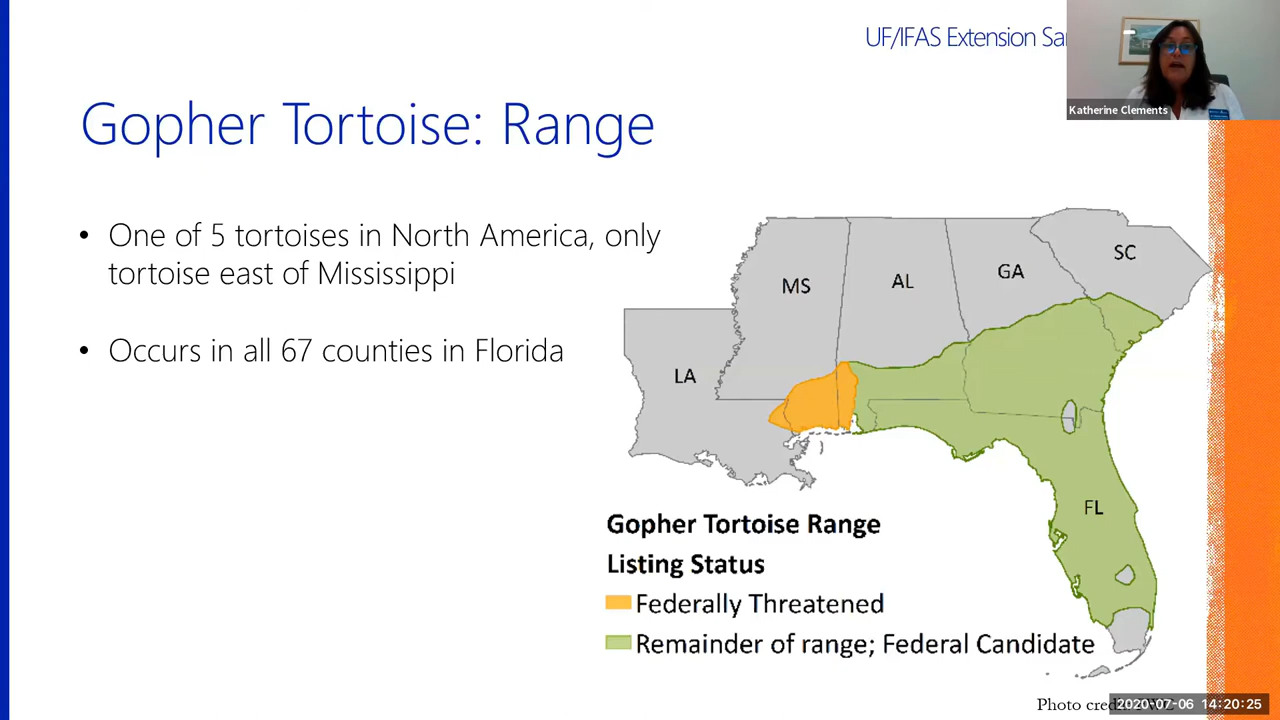 UF/IFAS Extension
Katherine Clements
Gopher Tortoise: Range
• One of 5 tortoises in North America, only
tortoise east of Mississippi
• Occurs in all 67 counties in Florida
MS
AL
GA
SC
LA
FL
Gopher Tortoise Range
Listing Status
Federally Threatened
Remainder of range; Federal Candidate
Photo
2020-07-06 14:20:25